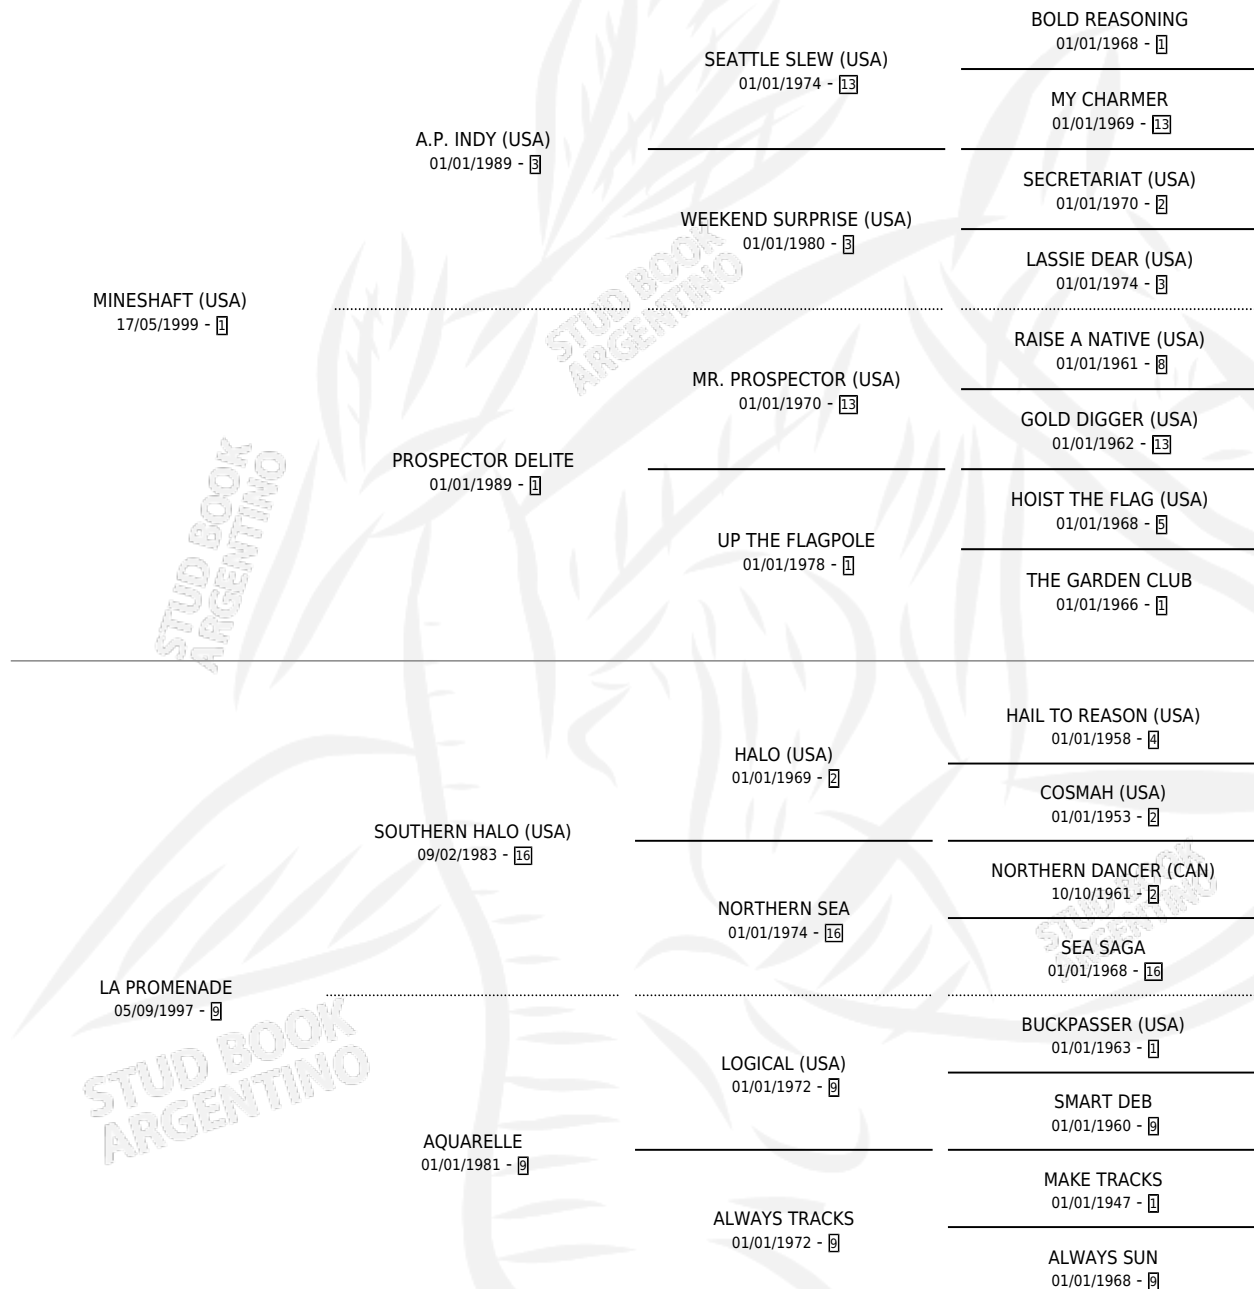 BOLD REASONING
01/01/1968 - 1
SEATTLE SLEW (USA)
01/01/1974 - 13
MY CHARMER
01/01/1969 - 13
A.P. INDY (USA)
01/01/1989 - 3
SECRETARIAT (USA)
01/01/1970 - 2
WEEKEND SURPRISE (USA)
01/01/1980 - 3
LASSIE DEAR (USA)
01/01/1974 - 3
MINESHAFT (USA)
17/05/1999 - 1
RAISE A NATIVE (USA)
01/01/1961 - 8
MR. PROSPECTOR (USA)
01/01/1970 - 13
GOLD DIGGER (USA)
01/01/1962 - 13
PROSPECTOR DELITE
01/01/1989 - 1
HOIST THE FLAG (USA)
01/01/1968 - 5
UP THE FLAGPOLE
01/01/1978 - 1
THE GARDEN CLUB
01/01/1966 - 1
HAIL TO REASON (USA)
01/01/1958 - 4
HALO (USA)
01/01/1969 - 2
COSMAH (USA)
01/01/1953 - 2
SOUTHERN HALO (USA)
09/02/1983 - 16
NORTHERN DANCER (CAN)
10/10/1961 - 2
NORTHERN SEA
01/01/1974 - 16
SEA SAGA
01/01/1968 - 16
LA PROMENADE
05/09/1997 - 9
BUCKPASSER (USA)
01/01/1963 - 1
LOGICAL (USA)
01/01/1972 - 9
SMART DEB
01/01/1960 - 9
AQUARELLE
01/01/1981 - 9
MAKE TRACKS
01/01/1947 - 1
ALWAYS TRACKS
01/01/1972 - 9
ALWAYS SUN
01/01/1968 - 9
STUD BOOK
ARGENTINO
STUD BOOK
ARGENTINO
STUD BOOK
ARGENTINO
STUD BOOK
ARGENTINO